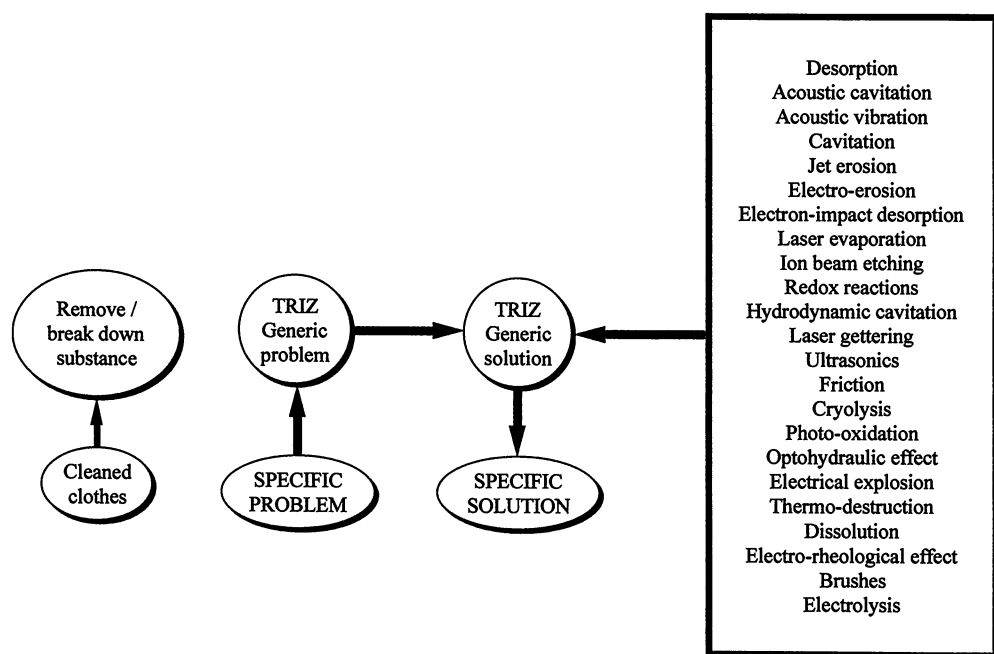 Remove /
break down
substance
Cleaned
clothes
TRIZ
Generic
problem
SPECIFIC
PROBLEM
TRIZ
Generic
solution
SPECIFIC
SOLUTION
Desorption
Acoustic cavitation
Acoustic vibration
Cavitation
Jet erosion
Electro-erosion
Electron-impact desorption
Laser evaporation
Ion beam etching
Redox reactions
Hydrodynamic cavitation
Laser gettering
Ultrasonics
Friction
Cryolysis
Photo-oxidation
Optohydraulic effect
Electrical explosion
Thermo-destruction
Dissolution
Electro-rheological effect
Brushes
Electrolysis